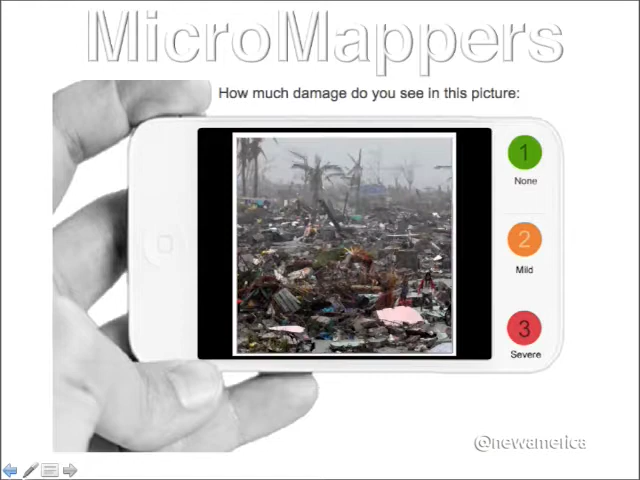 MicroMappers
How much damage do you see in this picture:
1
None
2
Mild
3
Severe
@newamerica